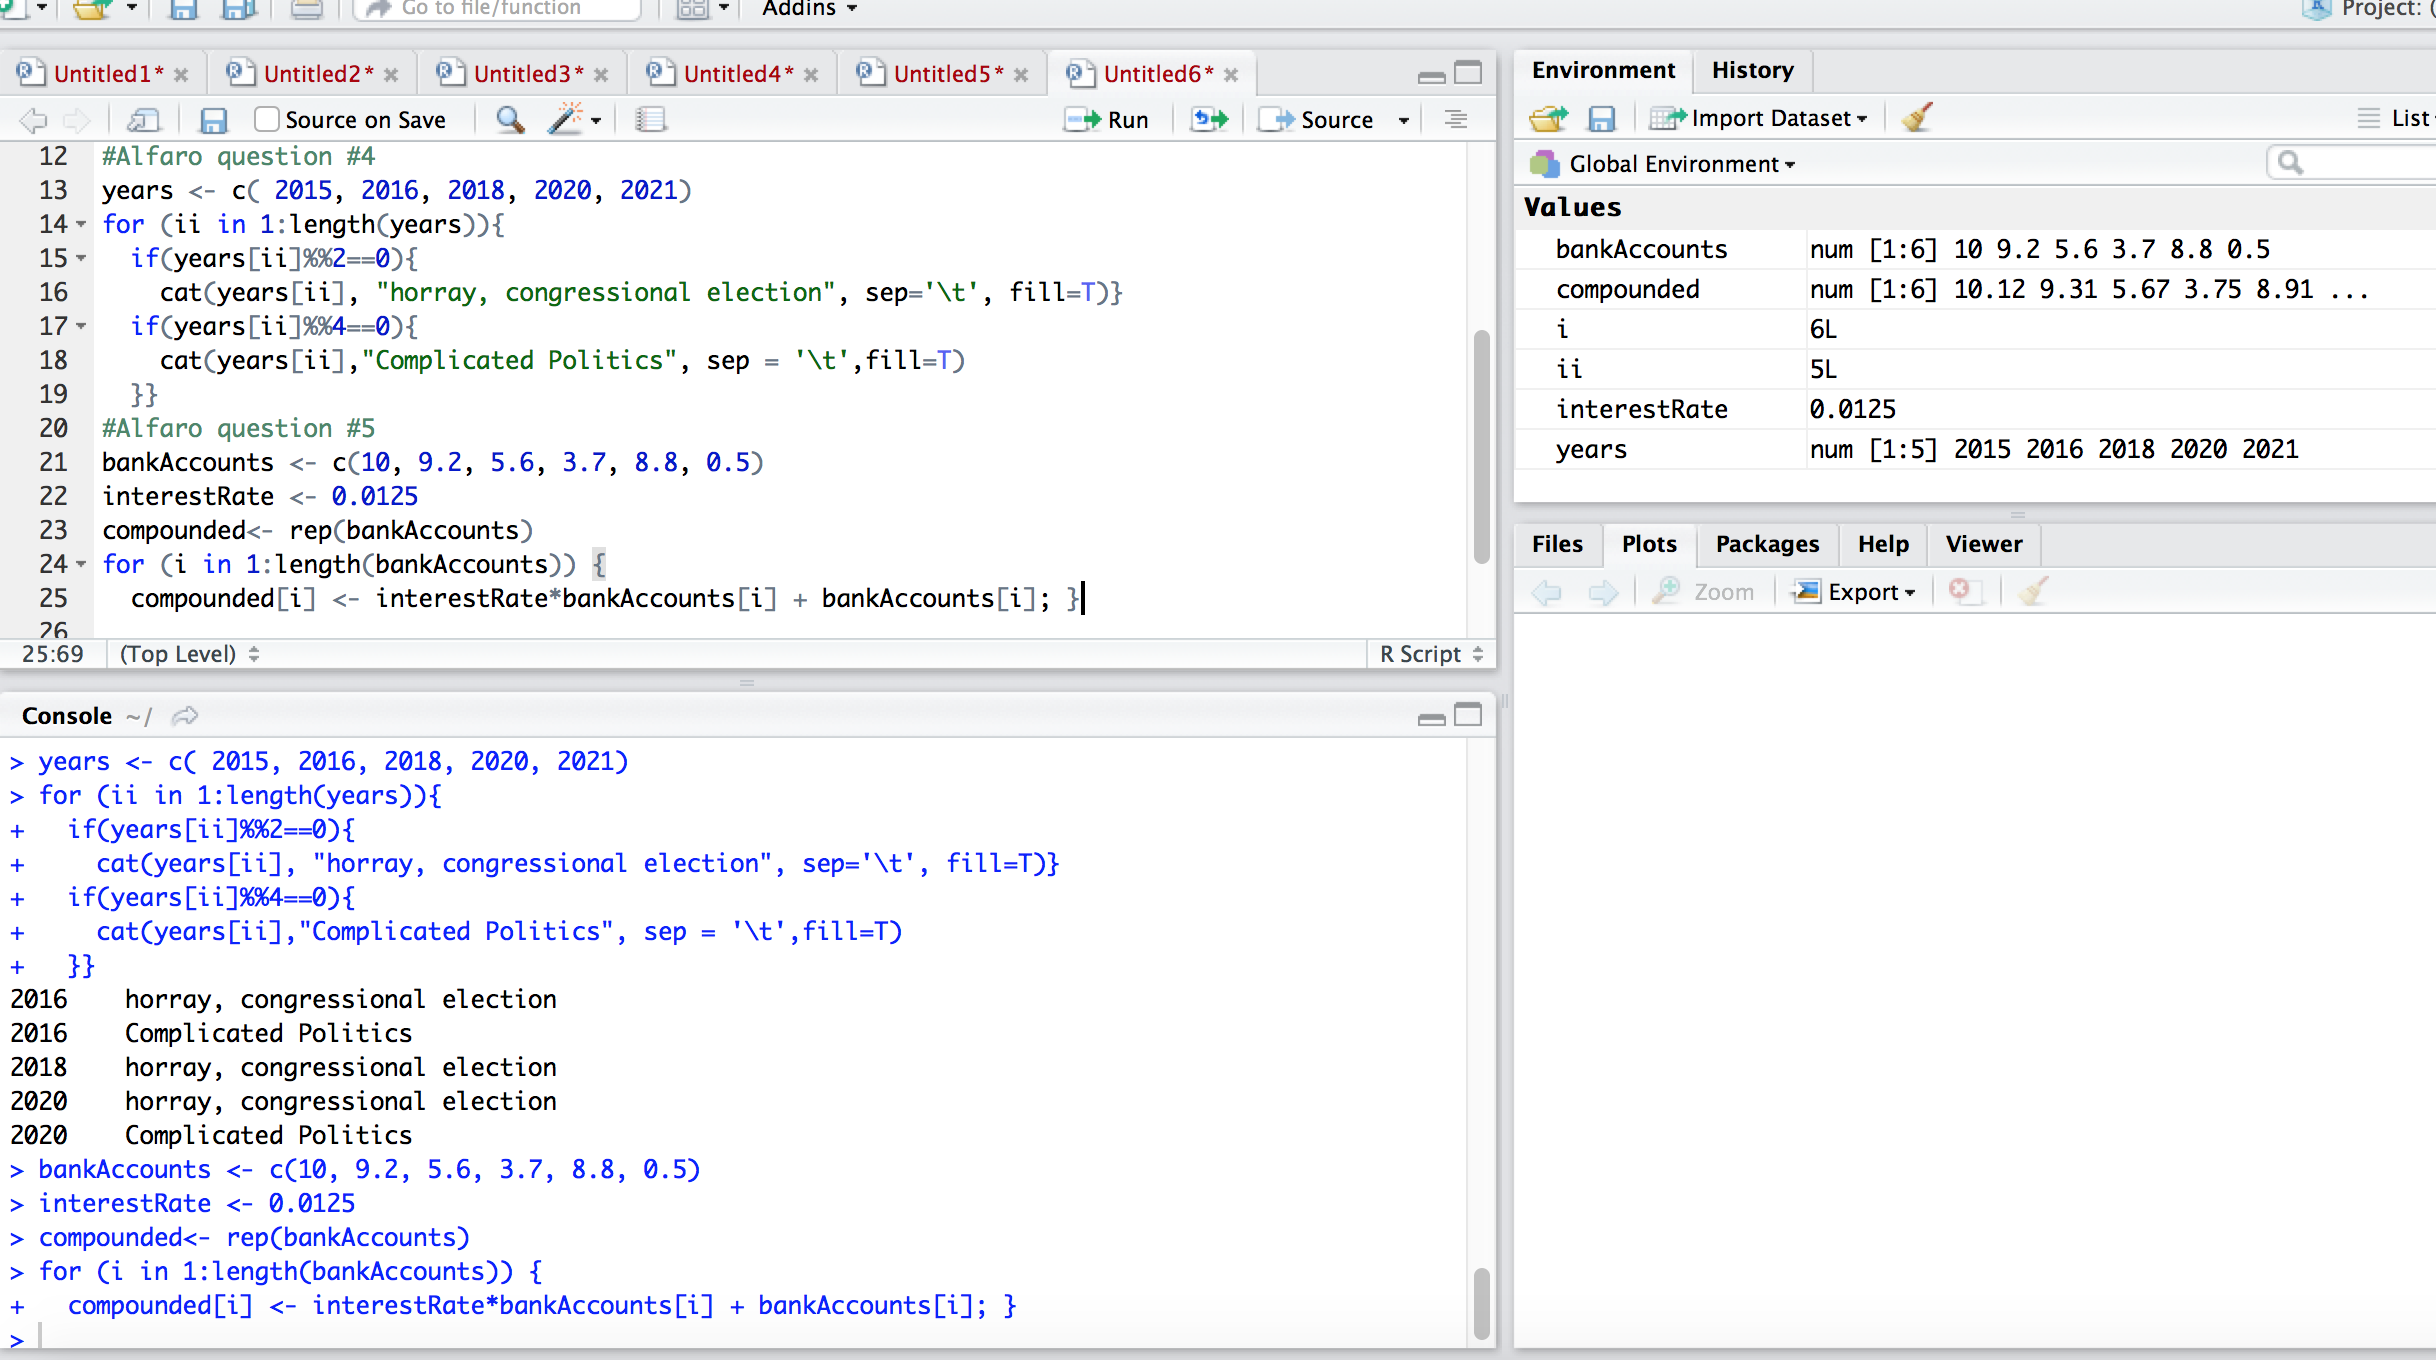 Go to file/function
Addins
Project: (
Untitled1*
Untitled2*
Untitled3*
Untitled4*
Untitled5*
Untitled6*
Source on Save
Run
Source
12 #Alfaro question #4
13 years <- c( 2015, 2016, 2018, 2020, 2021)
14 for (ii in 1:length(years)){
15   if(years[ii]%%2==0){
16     cat(years[ii], "horray, congressional election", sep='\t', fill=T)}
17   if(years[ii]%%4==0){
18     cat(years[ii],"Complicated Politics", sep = '\t',fill=T)
19   }}
20 #Alfaro question #5
21 bankAccounts <- c(10, 9.2, 5.6, 3.7, 8.8, 0.5)
22 interestRate <- 0.0125
23 compounded<- rep(bankAccounts)
24 for (i in 1:length(bankAccounts)) {
25   compounded[i] <- interestRate*bankAccounts[i] + bankAccounts[i]; }
26
25:69 (Top Level) R Script
Console ~/
> years <- c( 2015, 2016, 2018, 2020, 2021)
> for (ii in 1:length(years)){
+   if(years[ii]%%2==0){
+     cat(years[ii], "horray, congressional election", sep='\t', fill=T)}
+   if(years[ii]%%4==0){
+     cat(years[ii],"Complicated Politics", sep = '\t',fill=T)
+   }}
2016    horray, congressional election
2016    Complicated Politics
2018    horray, congressional election
2020    horray, congressional election
2020    Complicated Politics
> bankAccounts <- c(10, 9.2, 5.6, 3.7, 8.8, 0.5)
> interestRate <- 0.0125
> compounded<- rep(bankAccounts)
> for (i in 1:length(bankAccounts)) {
+   compounded[i] <- interestRate*bankAccounts[i] + bankAccounts[i]; }
>
Environment History
Import Dataset
List
Global Environment
Values
bankAccounts num [1:6] 10 9.2 5.6 3.7 8.8 0.5
compounded num [1:6] 10.12 9.31 5.67 3.75 8.91 ...
i 6L
ii 5L
interestRate 0.0125
years num [1:5] 2015 2016 2018 2020 2021
Files Plots Packages Help Viewer
Zoom Export